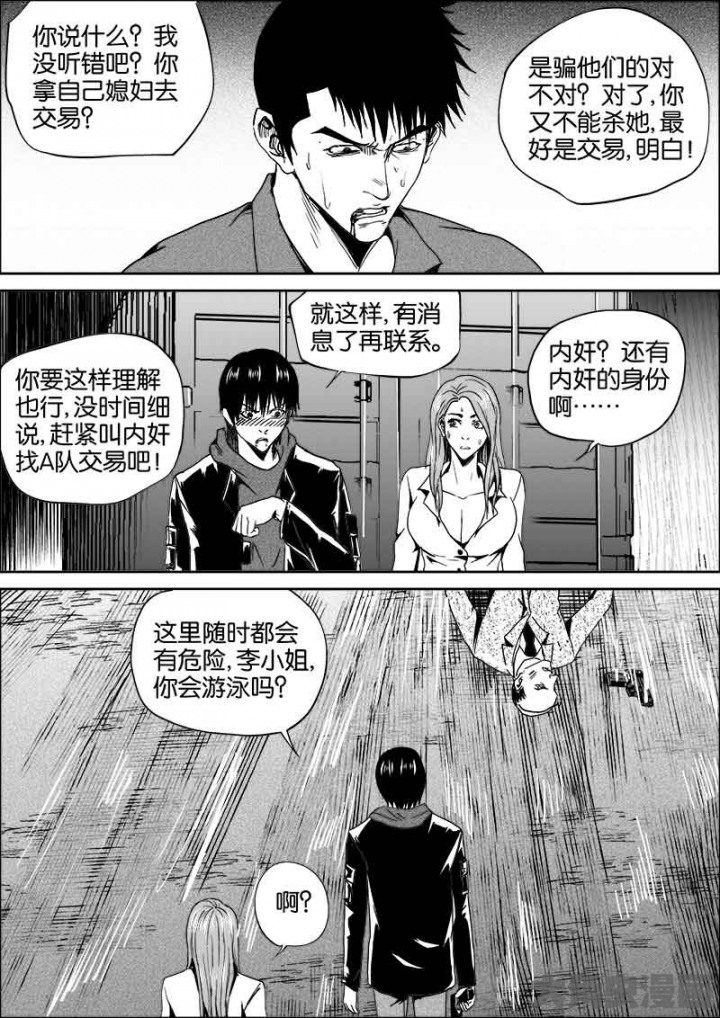 你说什么？我
没听错吧？你
拿自己媳妇去
交易？
是骗他们的对
不对？对了,你
又不能杀她,最
好是交易,明白！
你要这样理解
也行,没时间细
说,赶紧叫内奸
找A队交易吧！
就这样,有消
息了再联系。
内奸？还有
内奸的身份
啊……
这里随时都会
有危险,李小姐,
你会游泳吗？
啊？